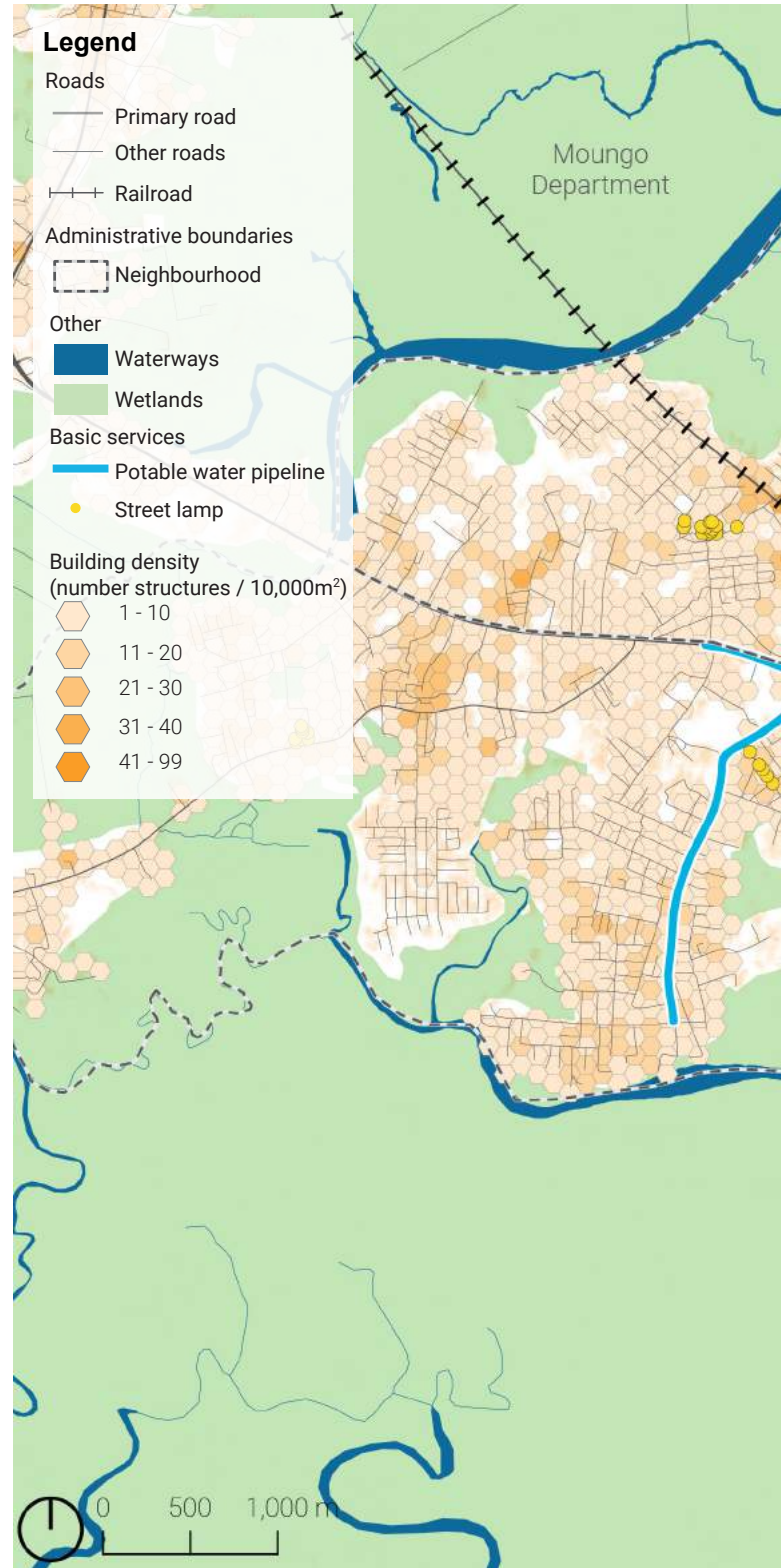 Legend
Roads
Primary road
Other roads
Railroad
Administrative boundaries
Neighbourhood
Other
Waterways
Wetlands
Basic services
Potable water pipeline
Street lamp
Building density
(number structures / 10,000m²)
1 - 10
11 - 20
21 - 30
31 - 40
41 - 99
Moungo
Department
0 500 1,000 m